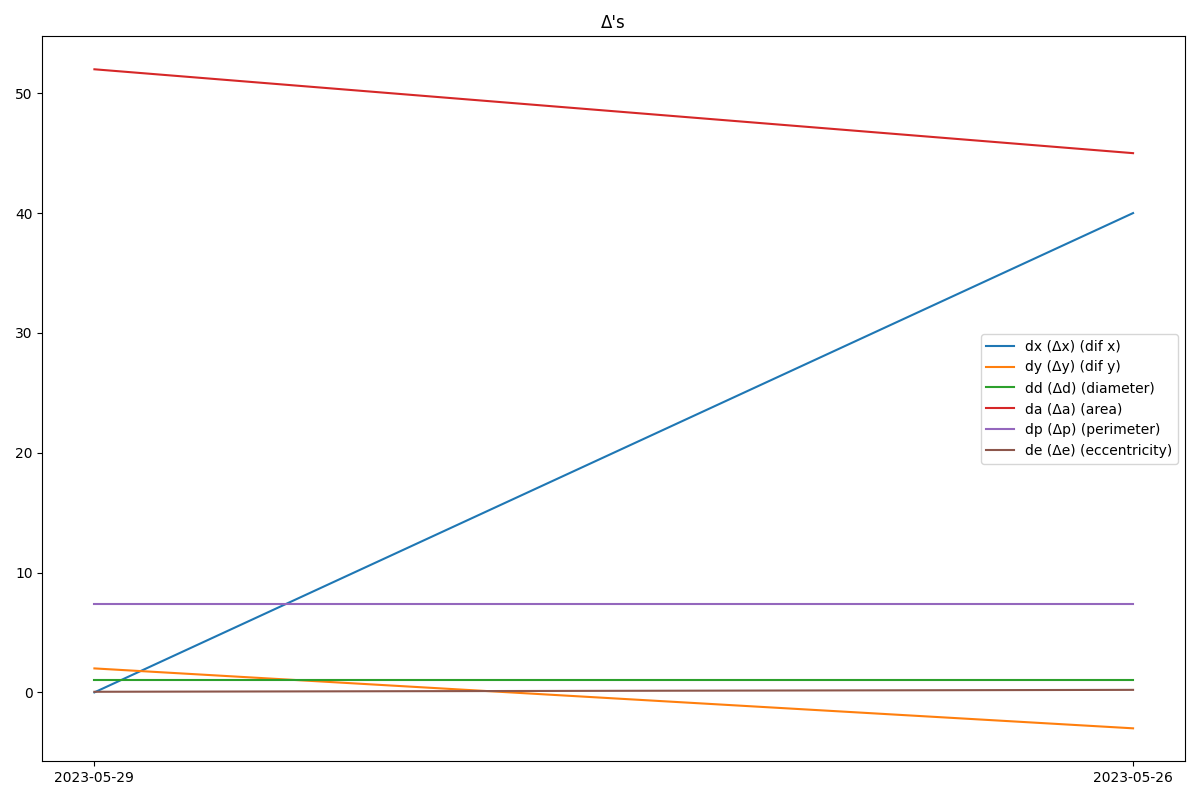 Δ's
50
40
30
20
10
0
dx (Δx) (dif x)
dy (Δy) (dif y)
dd (Δd) (diameter)
da (Δa) (area)
dp (Δp) (perimeter)
de (Δe) (eccentricity)
2023-05-29
2023-05-26